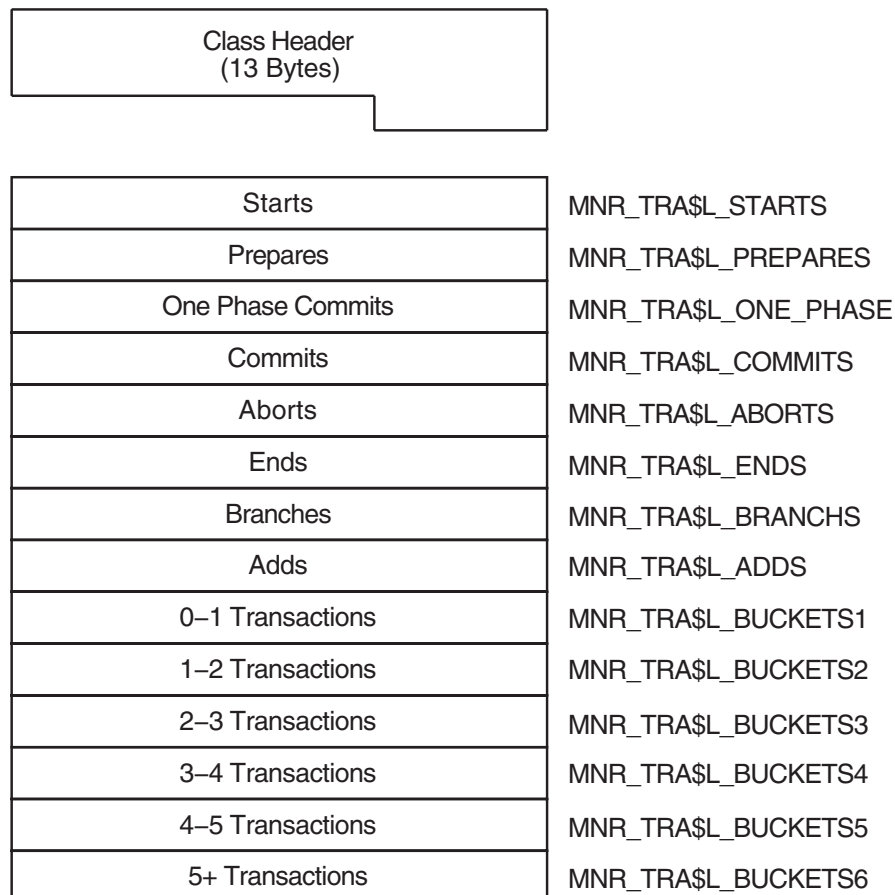 Class Header
(13 Bytes)
Starts MNR_TRA$L_STARTS
Prepares MNR_TRA$L_PREPARES
One Phase Commits MNR_TRA$L_ONE_PHASE
Commits MNR_TRA$L_COMMITS
Aborts MNR_TRA$L_ABORTS
Ends MNR_TRA$L_ENDS
Branches MNR_TRA$L_BRANCHS
Adds MNR_TRA$L_ADDS
0–1 Transactions MNR_TRA$L_BUCKETS1
1–2 Transactions MNR_TRA$L_BUCKETS2
2–3 Transactions MNR_TRA$L_BUCKETS3
3–4 Transactions MNR_TRA$L_BUCKETS4
4–5 Transactions MNR_TRA$L_BUCKETS5
5+ Transactions MNR_TRA$L_BUCKETS6